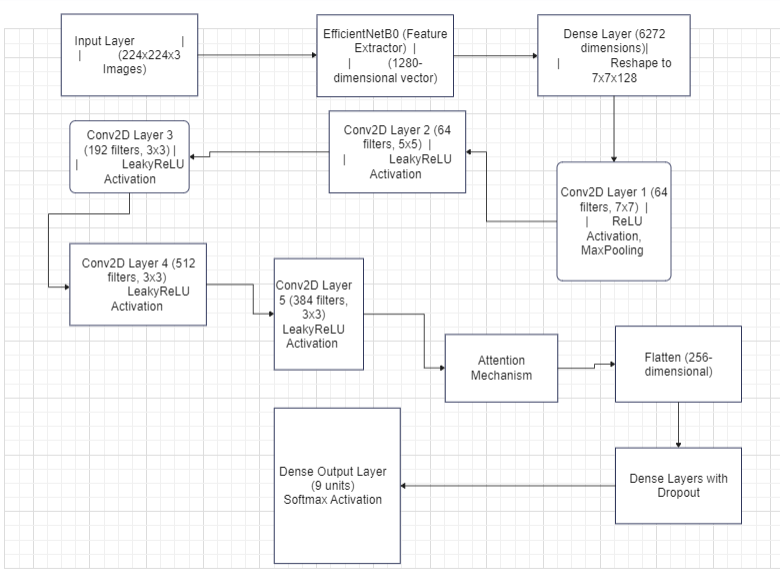 Input Layer |
| (224x224x3
Images)
EfficientNetB0 (Feature
Extractor) |
| (1280-
dimensional vector)
Dense Layer (6272
dimensions)|
| Reshape to
7x7x128
Conv2D Layer 1 (64
filters, 7x7) |
| ReLU
Activation,
MaxPooling
Conv2D Layer 2 (64
filters, 5x5) |
| LeakyReLU
Activation
Conv2D Layer 3
(192 filters, 3x3) |
| LeakyReLU
Activation
Conv2D Layer 4 (512
filters, 3x3)
LeakyReLU
Activation
Conv2D Layer
5 (384 filters,
3x3)
LeakyReLU
Activation
Attention
Mechanism
Flatten (256-
dimensional)
Dense Layers with
Dropout
Dense Output Layer
(9 units)
Softmax Activation